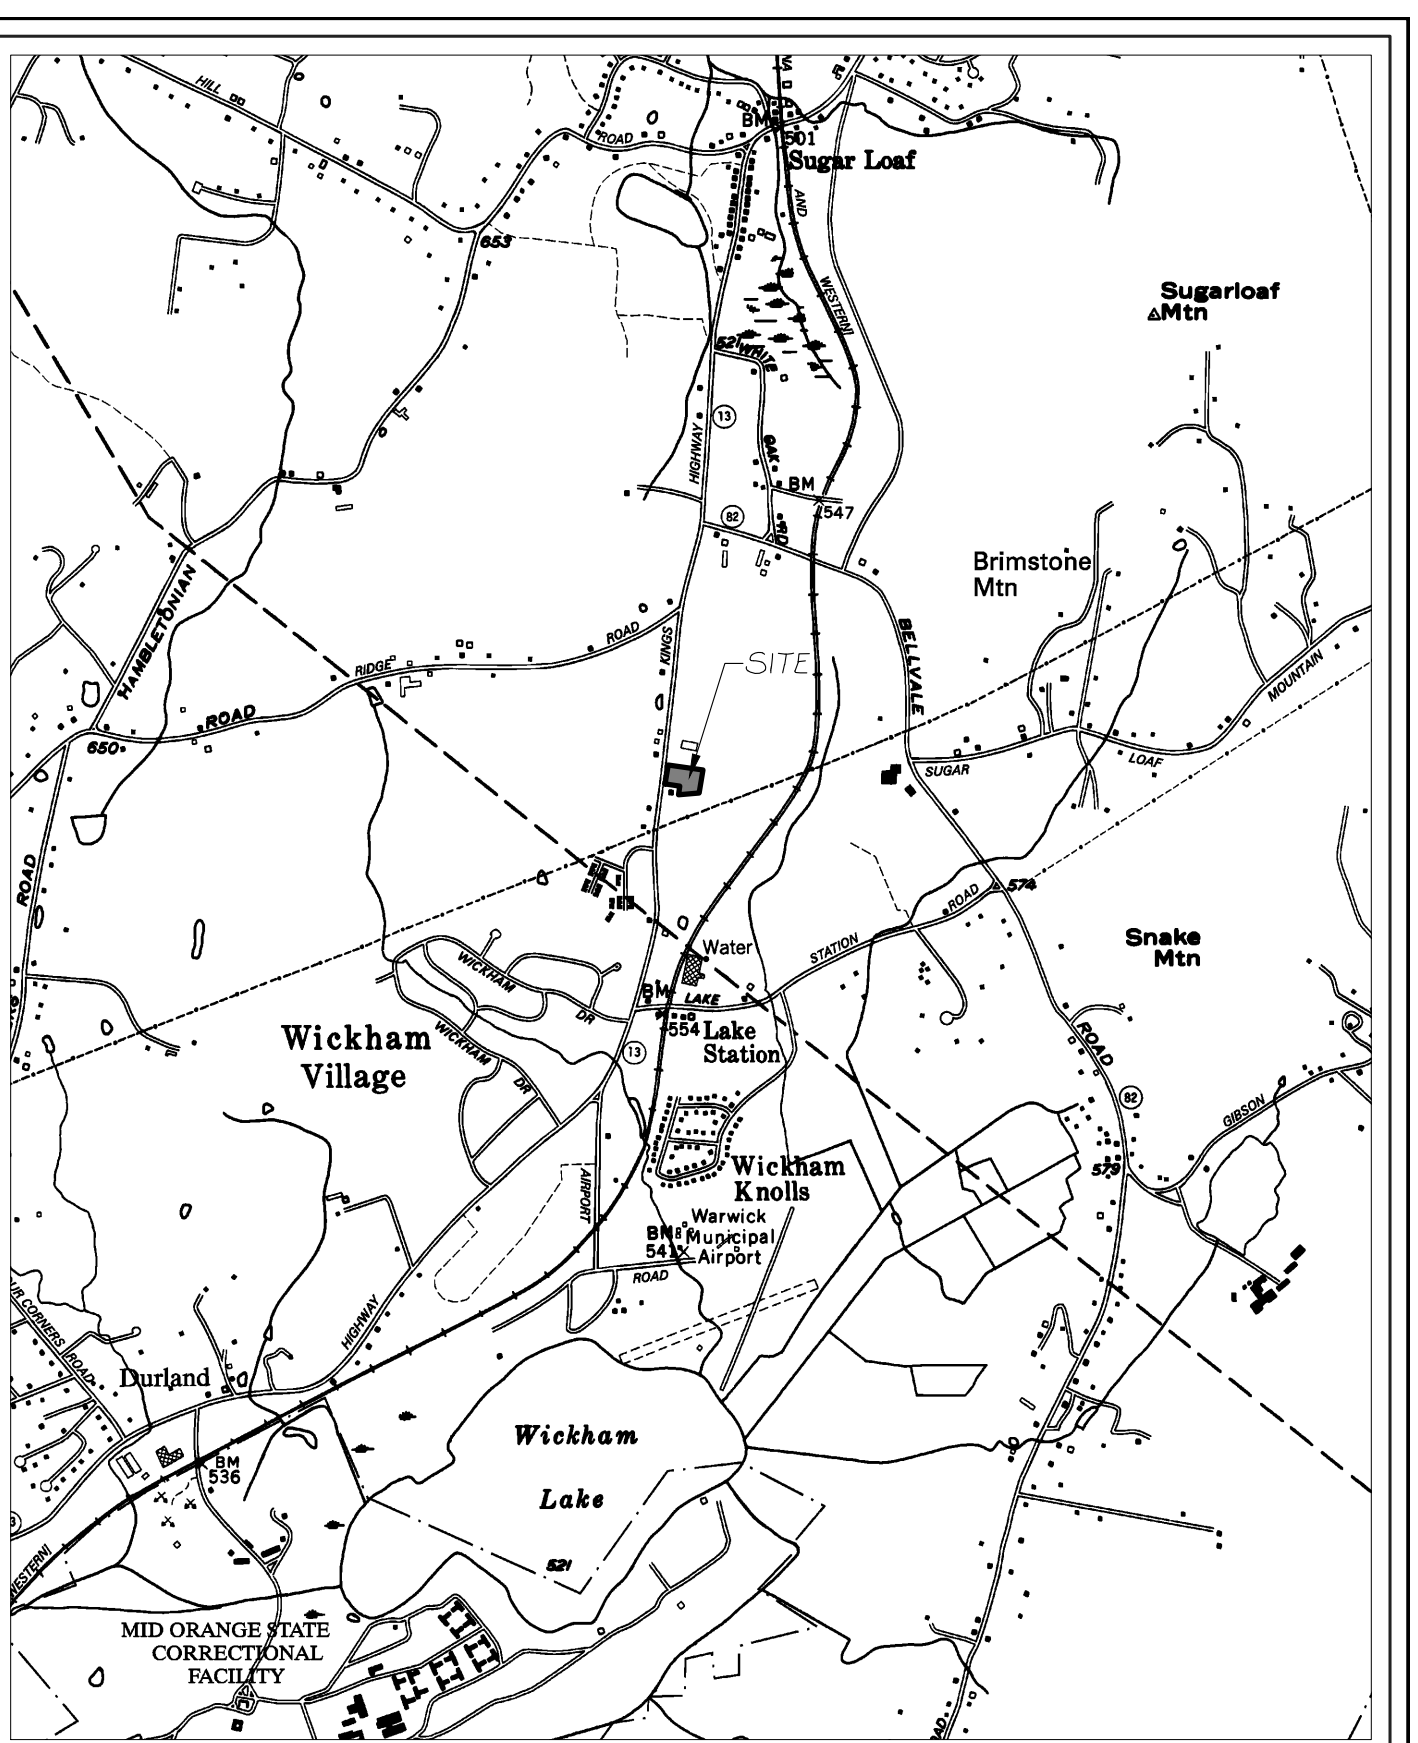 HILL
ROAD
BM
501
Sugar Loaf
AND
WESTERN
653
Sugarloaf
Mtn
521
WHITE
13
HIGHWAY
OAK
BM
547
82
RD
Brimstone
Mtn
HAMBLETONIAN
ROAD
RIDGE
KINGS
BELLVALE
SITE
MOUNTAIN
ROAD
650
SUGAR
LOAF
ROAD
574
ROAD
Snake
Mtn
Water
STATION
WICKHAM
BM
LAKE
DR
554
Lake
Station
Wickham
Village
WICKHAM
DR
13
ROAD
82
GIBSON
579
Wickham
Knolls
AIRPORT
Warwick
BM
Municipal
541
Airport
ROAD
HIGHWAY
UR CORNERS
ROAD
Durland
Wickham
Lake
BM
536
521
WESTERN
MID ORANGE STATE
CORRECTIONAL
FACILITY